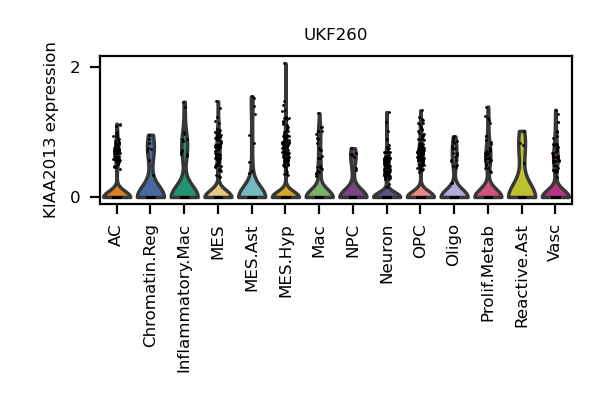 UKF260
KIAA2013 expression
2
0
AC
Chromatin.Reg
Inflammatory.Mac
MES
MES.Ast
MES.Hyp
Mac
NPC
Neuron
OPC
Oligo
Prolif.Metab
Reactive.Ast
Vasc